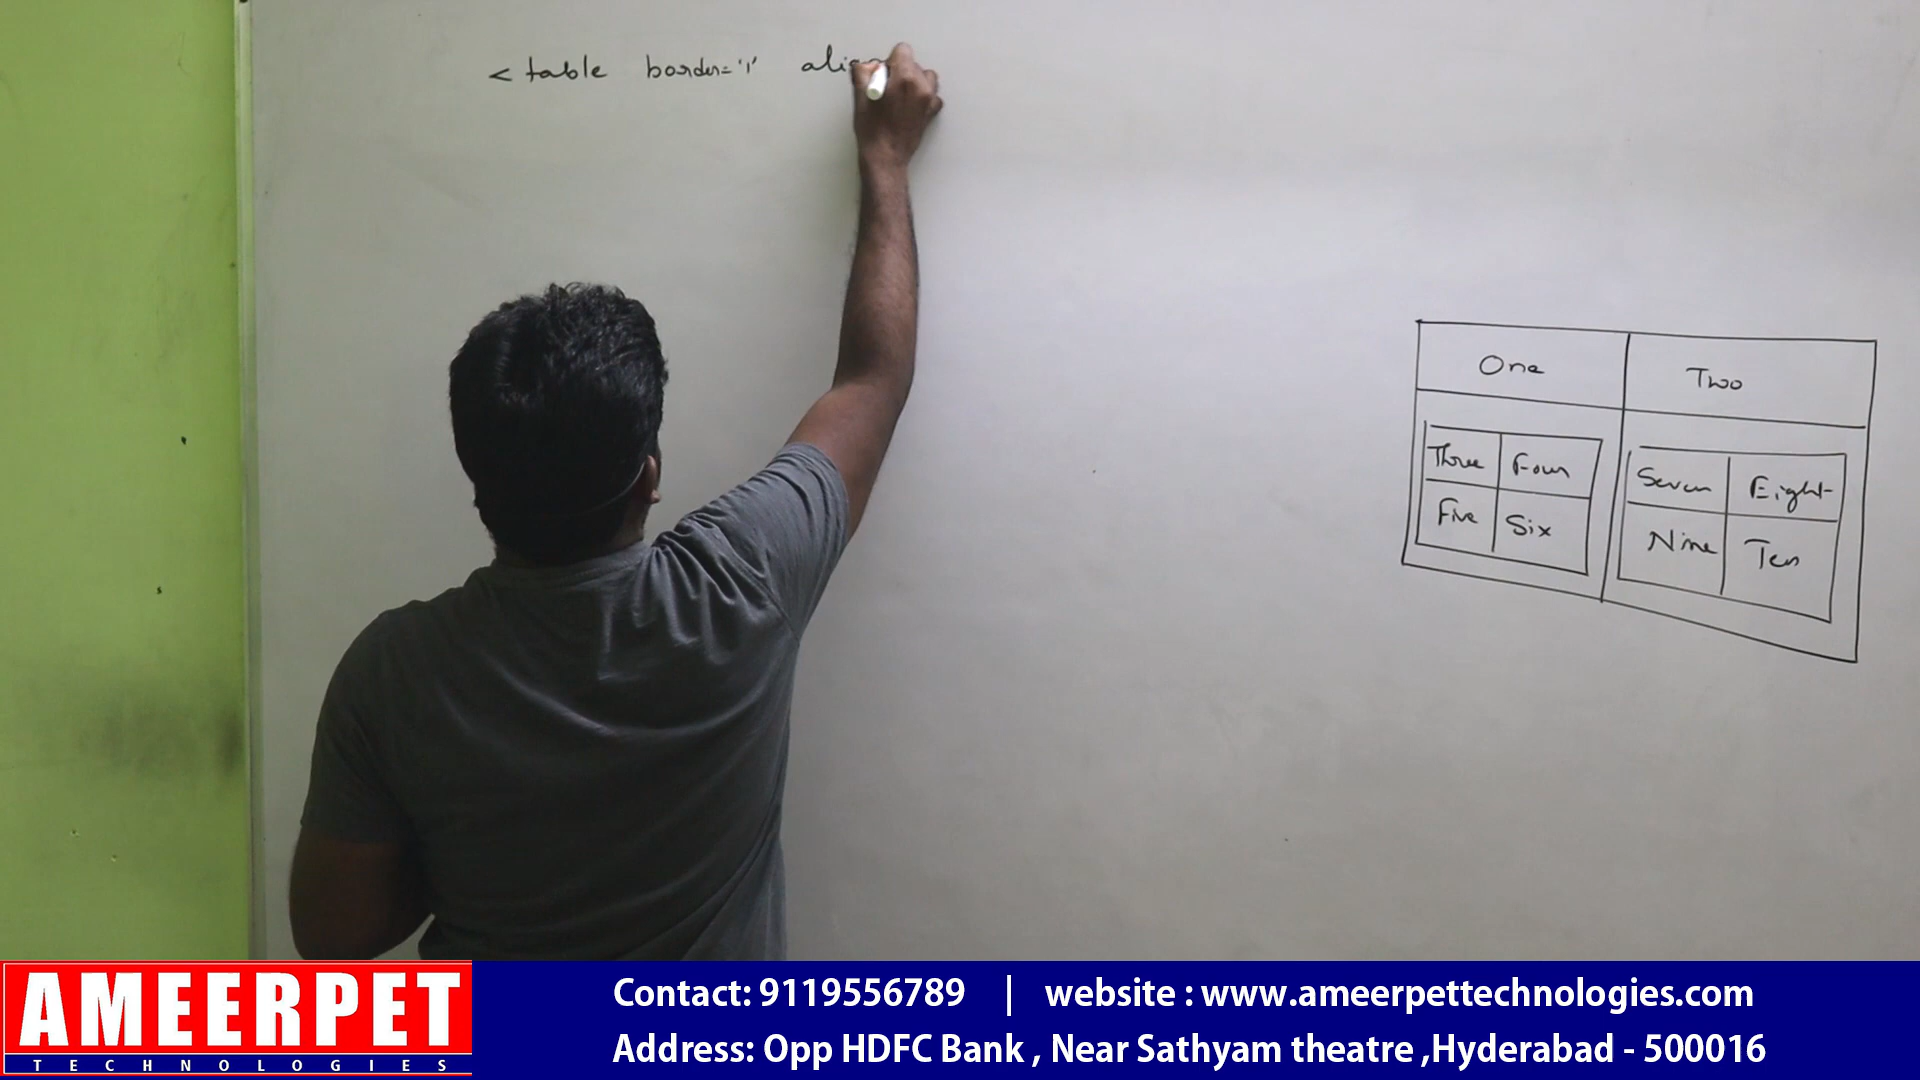 < table border='1' align
One Two
Three Four Seven Eight
Five Six Nine Ten
AMEERPET
TECHNOLOGIES
Contact: 9119556789 | website : www.ameerpettechnologies.com
Address: Opp HDFC Bank , Near Sathyam theatre ,Hyderabad - 500016